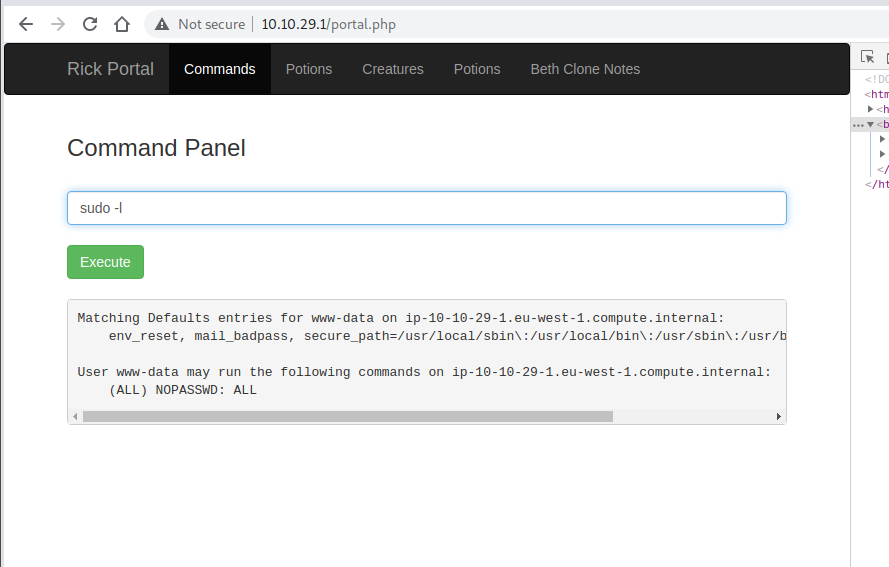 Not secure | 10.10.29.1/portal.php
Rick Portal Commands Potions Creatures Potions Beth Clone Notes
<!DO
<htm
<h
<b
</
</ht
Command Panel
sudo -l
Execute
Matching Defaults entries for www-data on ip-10-10-29-1.eu-west-1.compute.internal:
env_reset, mail_badpass, secure_path=/usr/local/sbin\:/usr/local/bin\:/usr/sbin\:/usr/b
User www-data may run the following commands on ip-10-10-29-1.eu-west-1.compute.internal:
(ALL) NOPASSWD: ALL